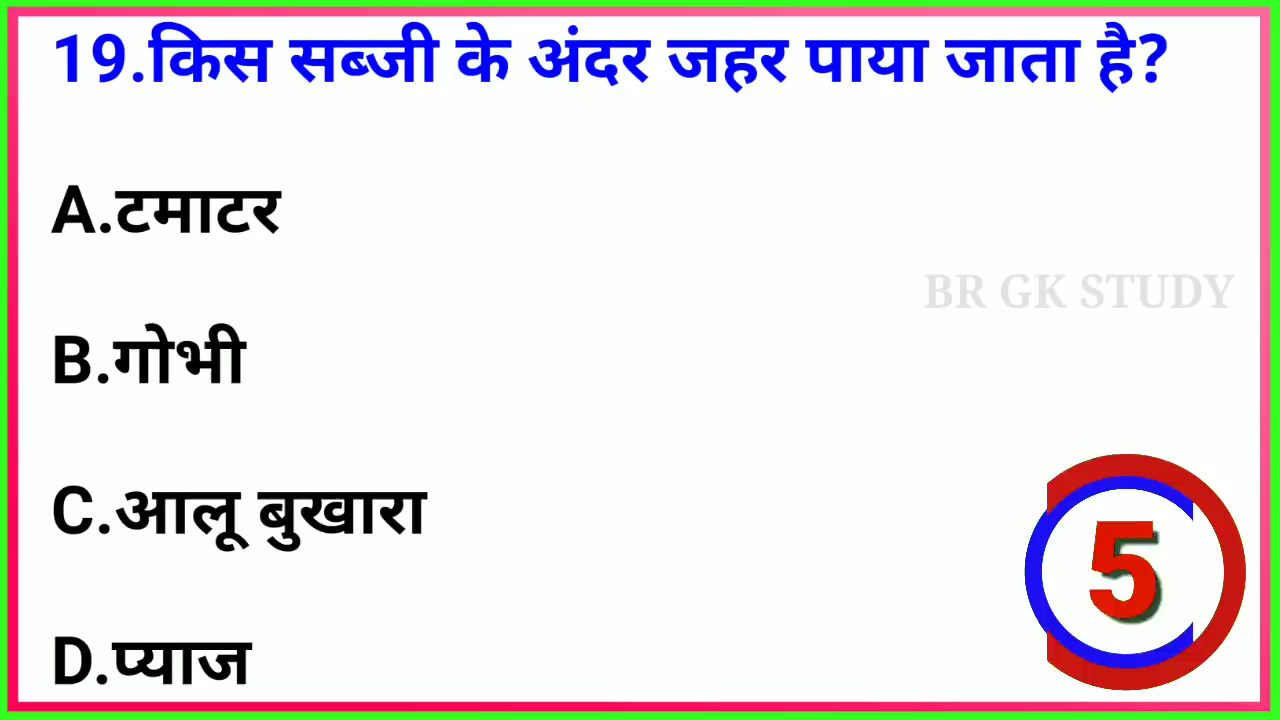 19.किस सब्जी के अंदर जहर पाया जाता है?
A.टमाटर
BR GK STUDY
B.गोभी
C.आलू बुखारा
5
D.प्याज